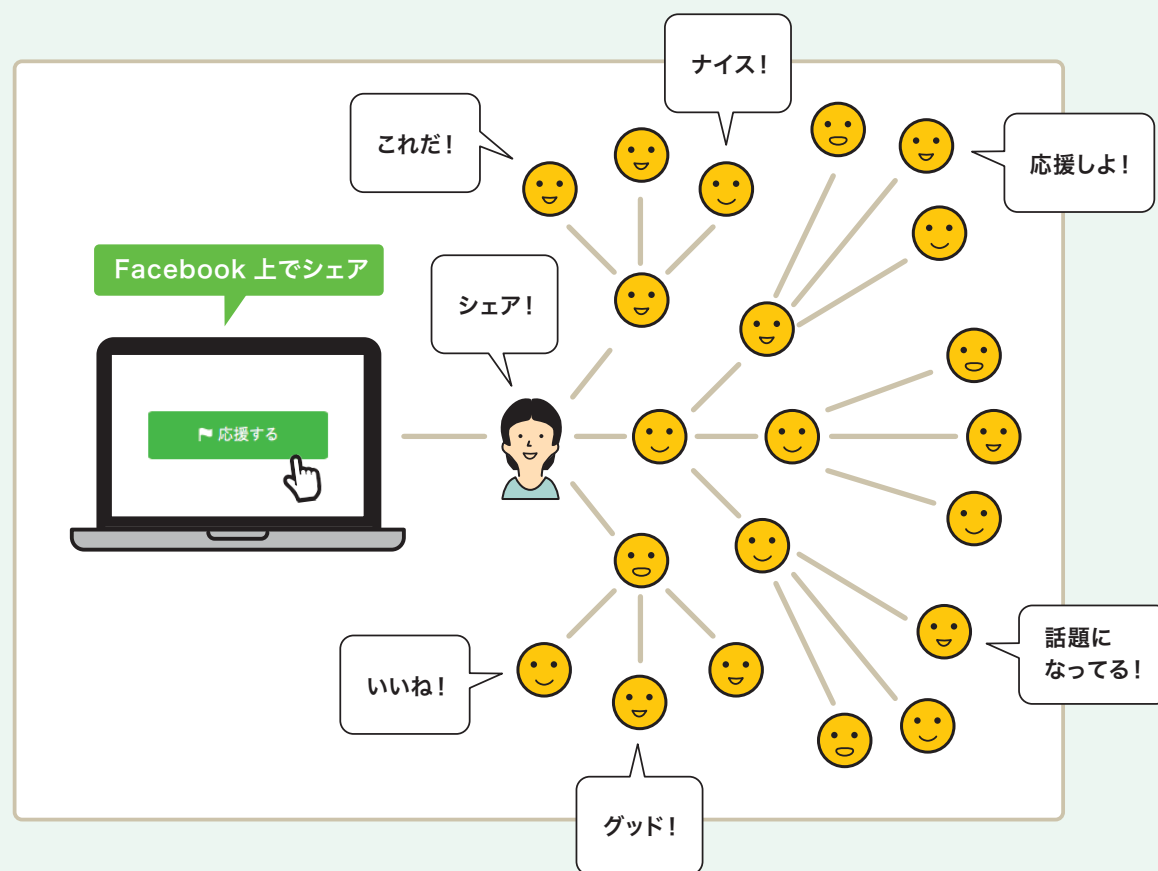 ナイス！
これだ！
応援しよ！
Facebook 上でシェア
シェア！
応援する
いいね！
話題に
なってる！
グッド！